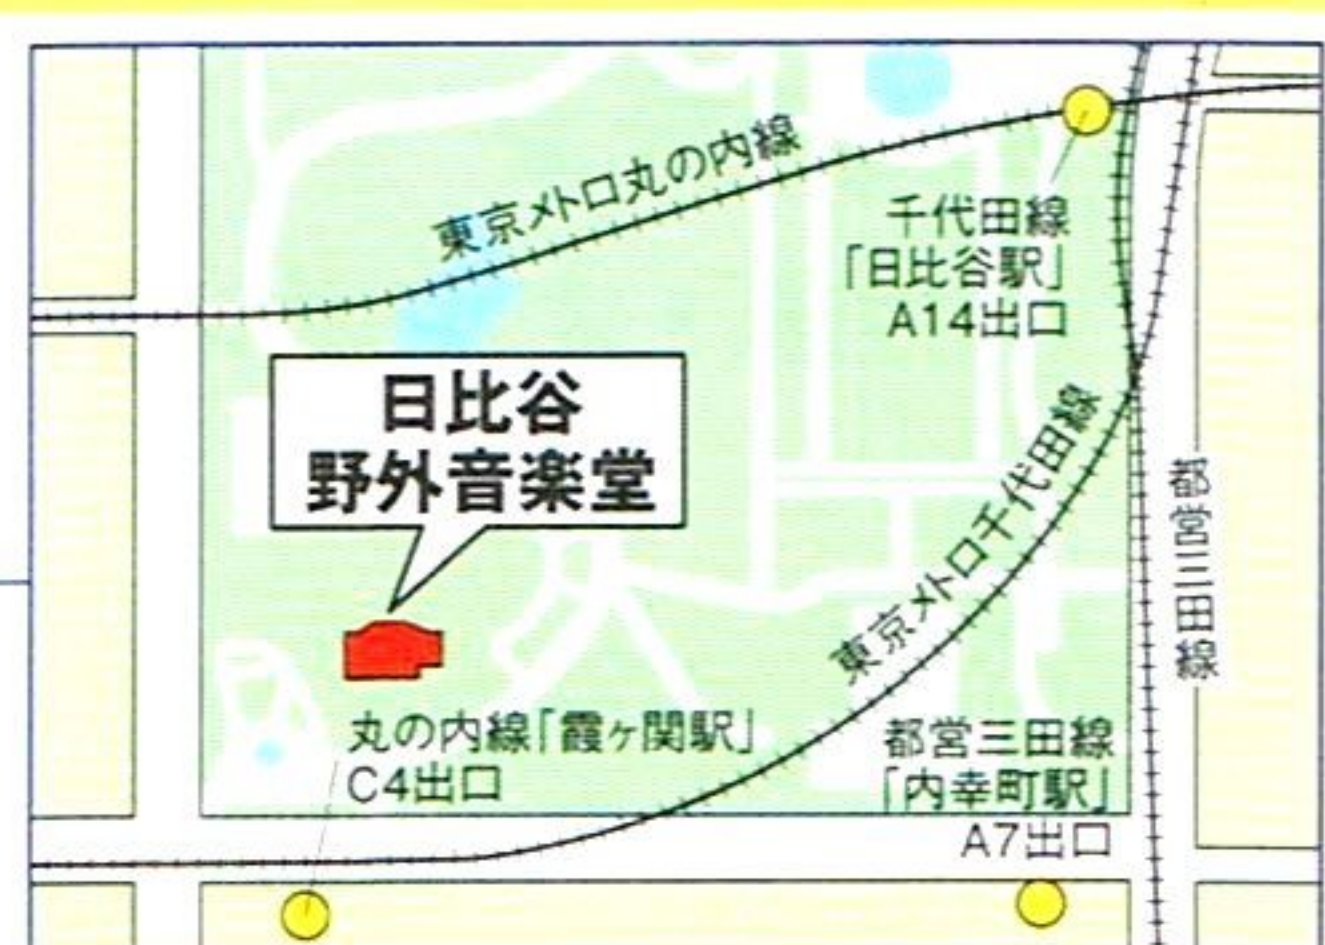 東京メトロ丸の内線
千代田線
「日比谷駅」
A14出口
日比谷
野外音楽堂
東京メトロ千代田線
都営三田線
丸の内線「霞ヶ関駅」
C4出口
都営三田線
「内幸町駅」
A7出口